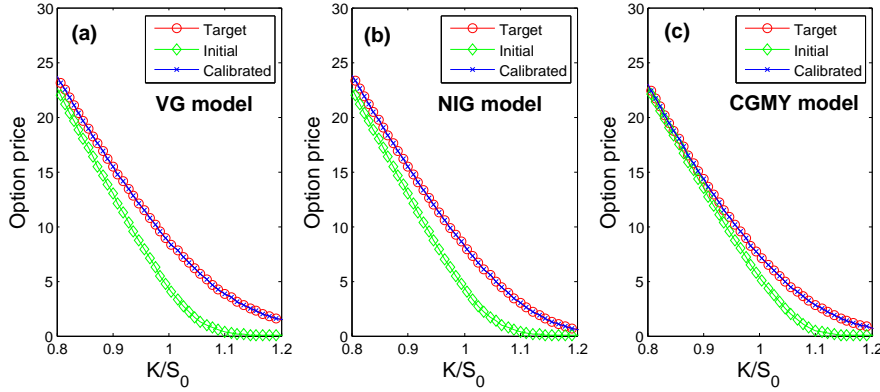 (a)
Target
Initial
Calibrated
VG model
Option price
30
25
20
15
10
5
0
0.8
0.9
1
1.1
1.2
K/S0
(b)
Target
Initial
Calibrated
NIG model
Option price
30
25
20
15
10
5
0
0.8
0.9
1
1.1
1.2
K/S0
(c)
Target
Initial
Calibrated
CGMY model
Option price
30
25
20
15
10
5
0
0.8
0.9
1
1.1
1.2
K/S0